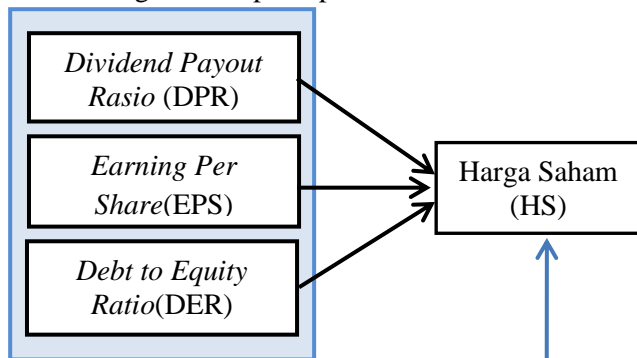 Dividend Payout
Rasio (DPR)
Earning Per
Share(EPS)
Debt to Equity
Ratio(DER)
Harga Saham
(HS)